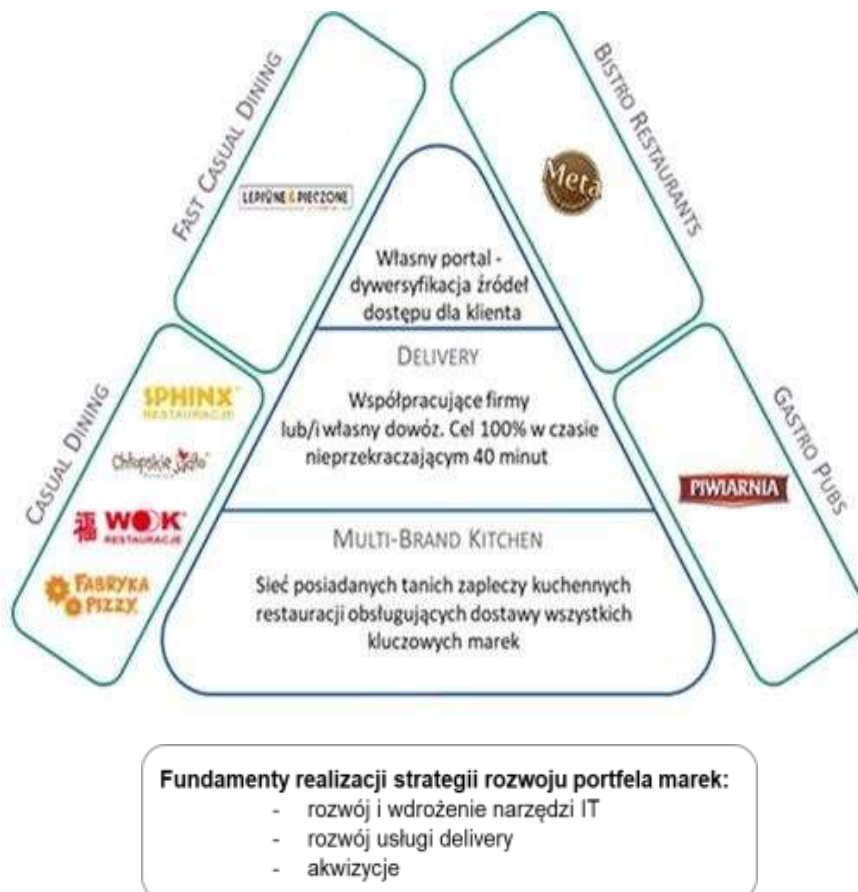 FAST CASUAL DINING
BISTRO RESTAURANTS
LEPIONE & PIECZONE
Meta
Własny portal -
dywersyfikacja źródeł
dostępu dla klienta
DELIVERY
Współpracujące firmy
lub/i własny dowóz. Cel 100% w czasie
nieprzekraczającym 40 minut
CASUAL DINING
SPHINX
RESTAURACJE
Chłopskie Jadło
WOOK
RESTAURACJE
FABRYKA
PIZZY
GASTRO PUBS
PIWIARNIA
MULTI-BRAND KITCHEN
Sieć posiadanych tanich zapleczy kuchennych
restauracji obsługujących dostawy wszystkich
kluczowych marek
Fundamenty realizacji strategii rozwoju portfela marek:
- rozwój i wdrożenie narzędzi IT
- rozwój usługi delivery
- akwizycje